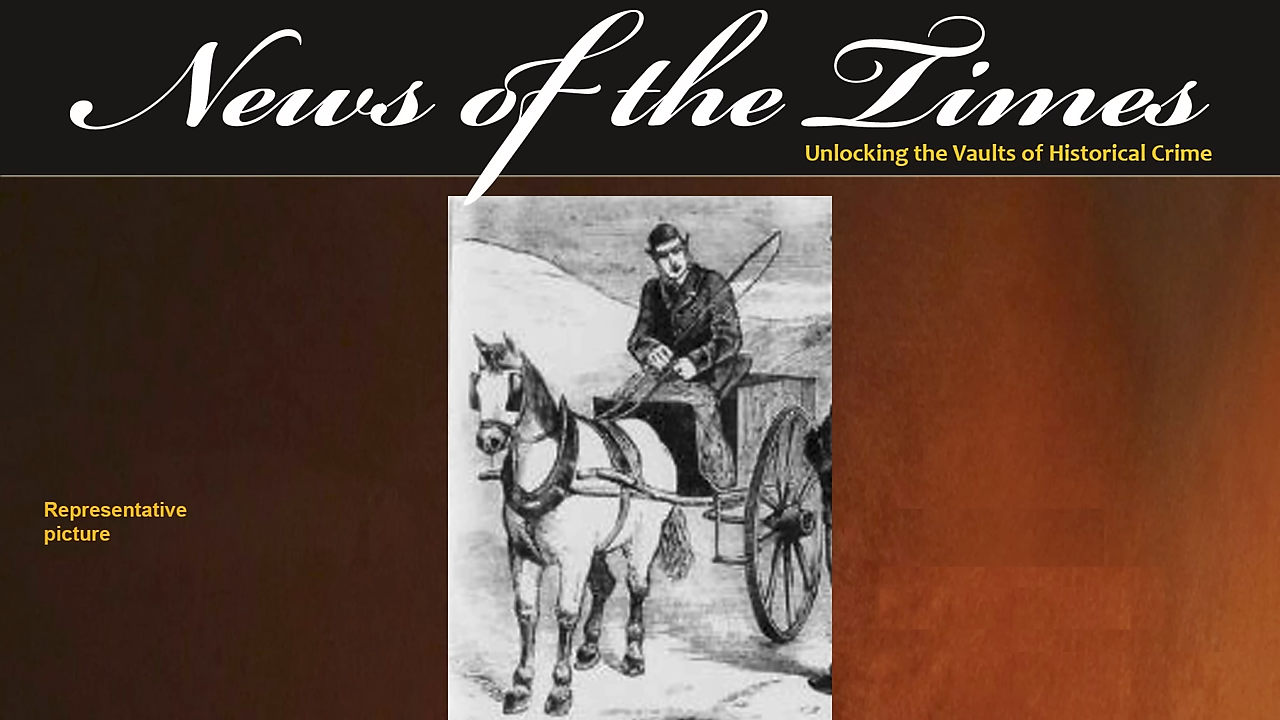 News of the Times
Unlocking the Vaults of Historical Crime
Representative
picture